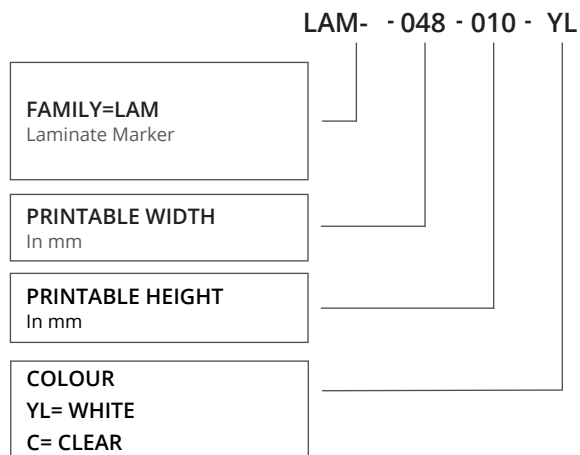 LAM- - 048 - 010 - YL
FAMILY=LAM
Laminate Marker
PRINTABLE WIDTH
In mm
PRINTABLE HEIGHT
In mm
COLOUR
YL= WHITE
C= CLEAR